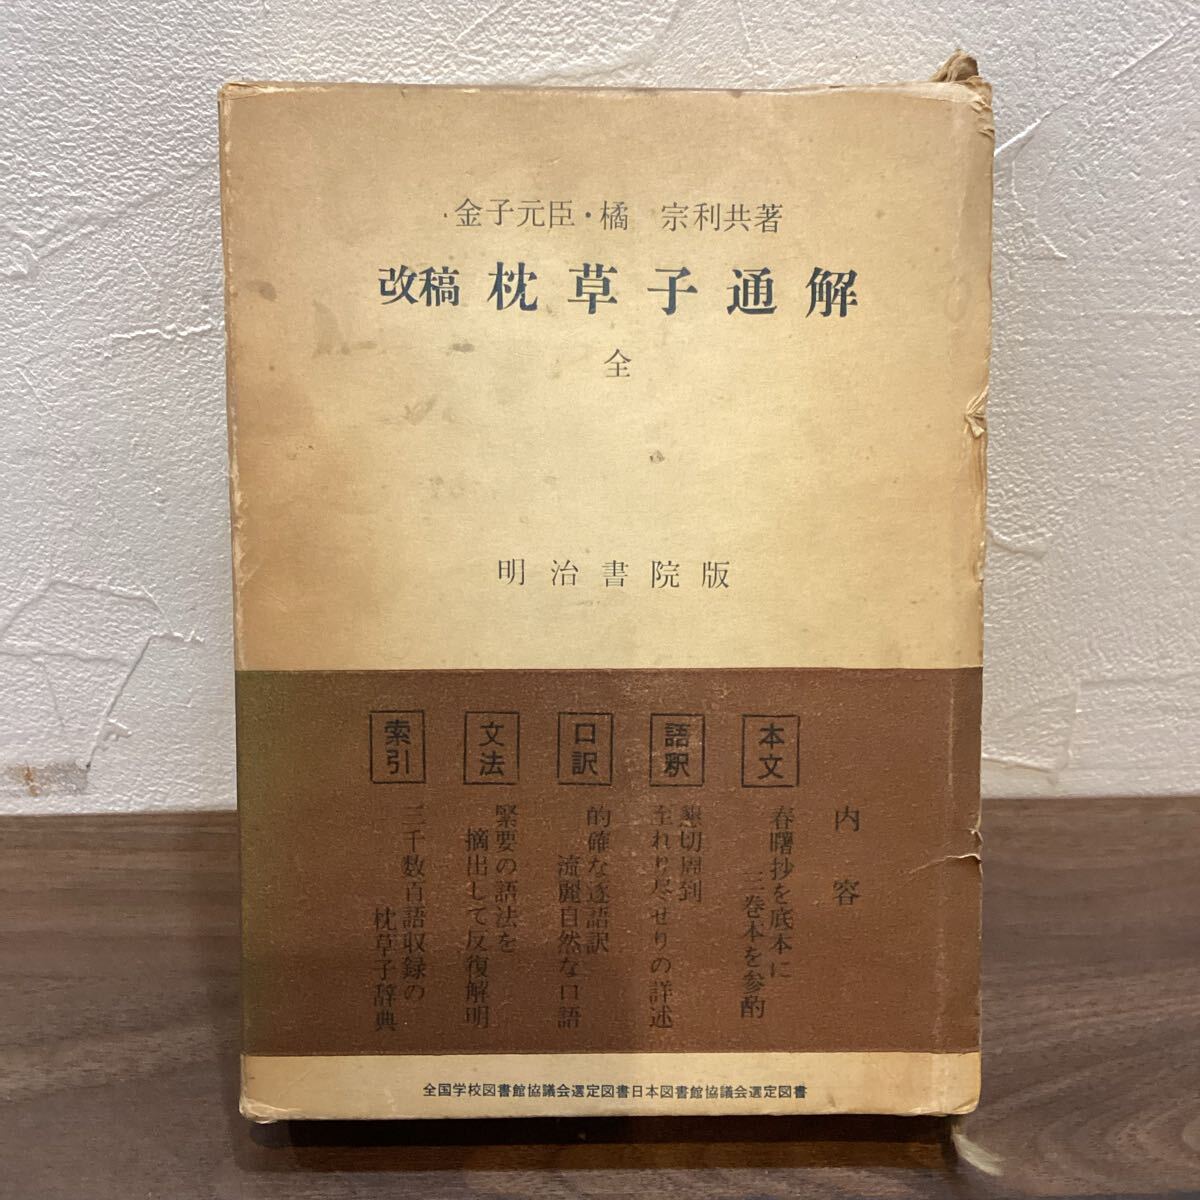 金子元臣・橘 宗利共著
改稿 枕草子通解
全
明治書院版
内容
本文
春曙抄を底本に
三巻本を参酌
語釈
懇切周到
至れり尽せりの詳述
口訳
的確な逐語訳
流麗自然な口語
文法
緊要の語法を
摘出して反復解明
索引
三千数百語収録の
枕草子辞典
全国学校図書館協議会選定図書日本図書館協議会選定図書